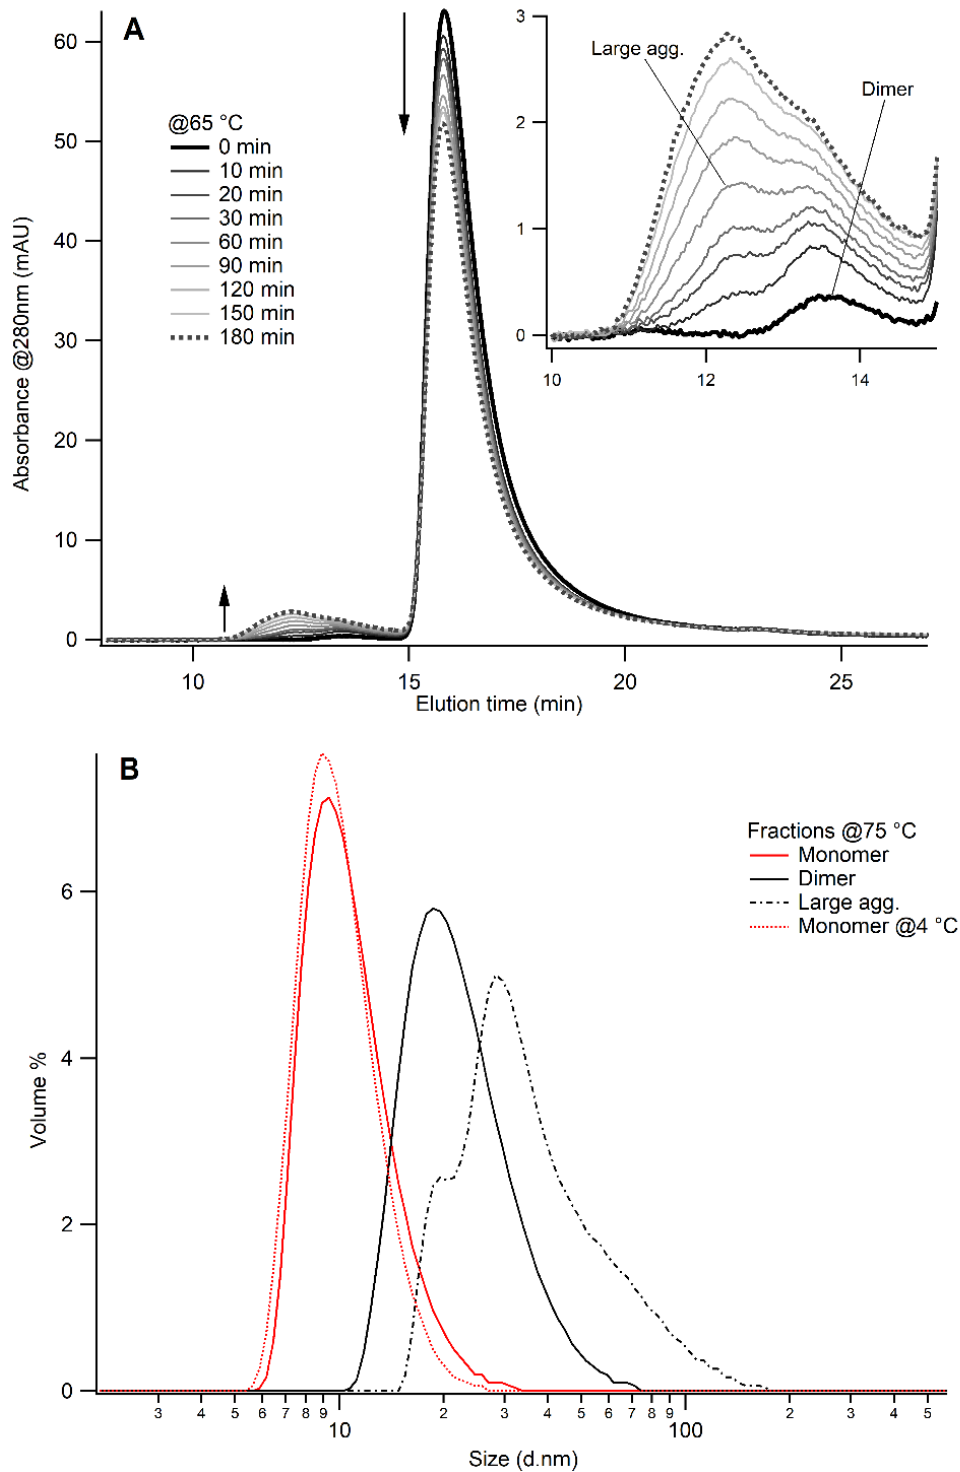 A
@65 °C
0 min
10 min
20 min
30 min
60 min
90 min
120 min
150 min
180 min
Absorbance @280nm (mAU)
60
50
40
30
20
10
0
10
15
20
25
Elution time (min)
Large agg.
Dimer
3
2
1
0
10
12
14
B
Fractions @75 °C
Monomer
Dimer
Large agg.
Monomer @4 °C
Volume %
6
4
2
0
3 4 5 6 7 8 9 10 2 3 4 5 6 7 8 9 100 2 3 4 5
Size (d.nm)